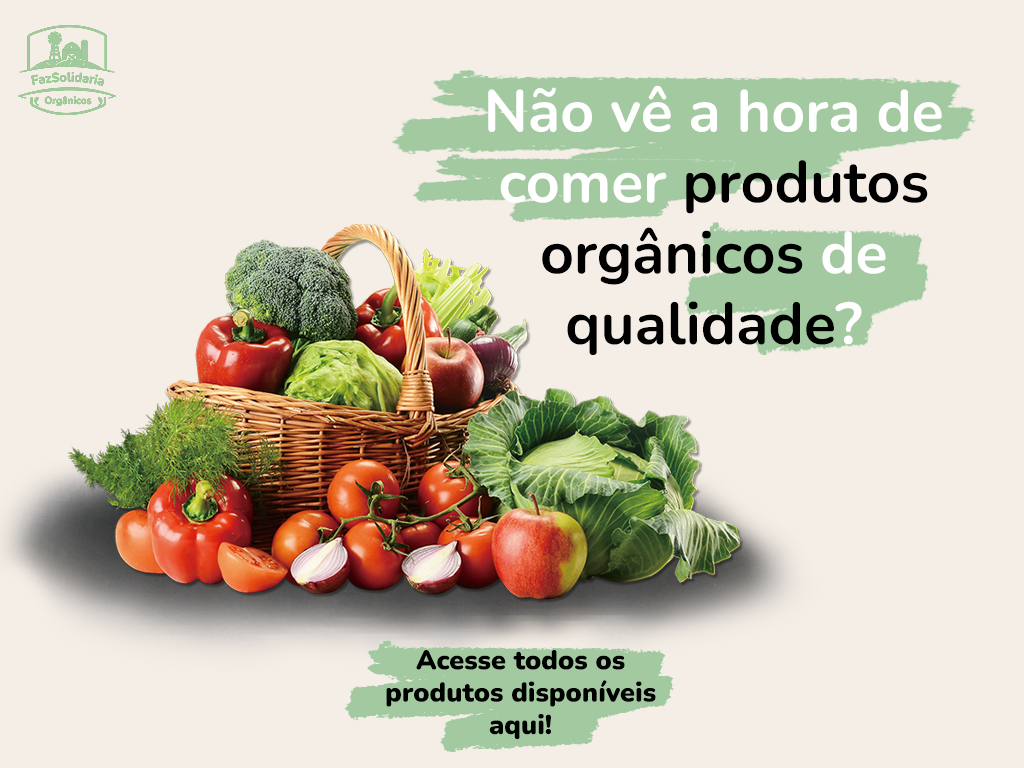 FazSolidaria
Orgânicos
Não vê a hora de
comer produtos
orgânicos de
qualidade?
Acesse todos os
produtos disponíveis
aqui!